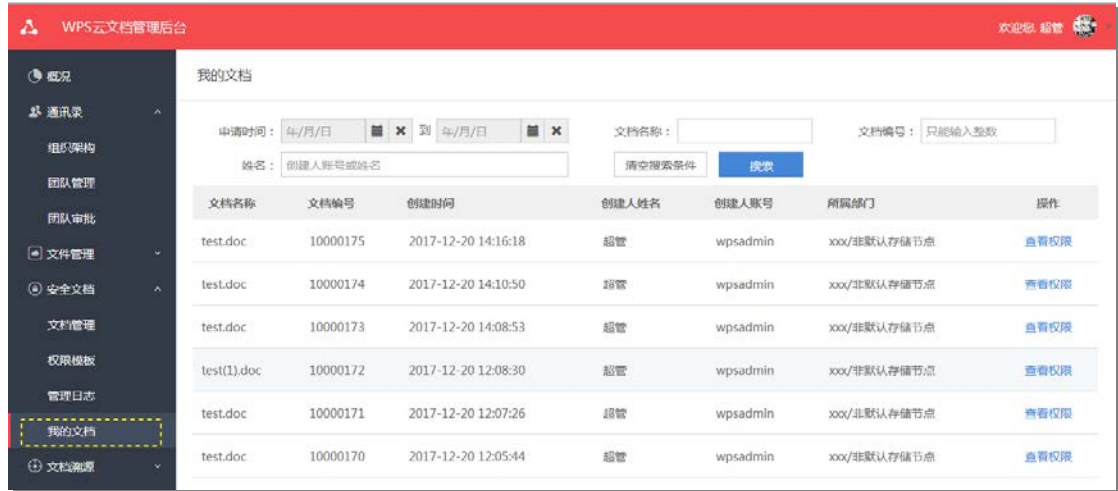 WPS云文档管理后台
欢迎您, 超管
概况
通讯录
组织架构
团队管理
团队审批
文件管理
安全文档
文档管理
权限模板
管理日志
我的文档
文档溯源
我的文档
申请时间： 年/月/日 到 年/月/日 文档名称： 文档编号： 只能输入整数
姓名： 创建人账号或姓名 清空搜索条件 搜索
文档名称 文档编号 创建时间 创建人姓名 创建人账号 所属部门 操作
test.doc 10000175 2017-12-20 14:16:18 超管 wpsadmin xxx/非默认存储节点 查看权限
test.doc 10000174 2017-12-20 14:10:50 超管 wpsadmin xxx/非默认存储节点 查看权限
test.doc 10000173 2017-12-20 14:08:53 超管 wpsadmin xxx/非默认存储节点 查看权限
test(1).doc 10000172 2017-12-20 12:08:30 超管 wpsadmin xxx/非默认存储节点 查看权限
test.doc 10000171 2017-12-20 12:07:26 超管 wpsadmin xxx/非默认存储节点 查看权限
test.doc 10000170 2017-12-20 12:05:44 超管 wpsadmin xxx/非默认存储节点 查看权限